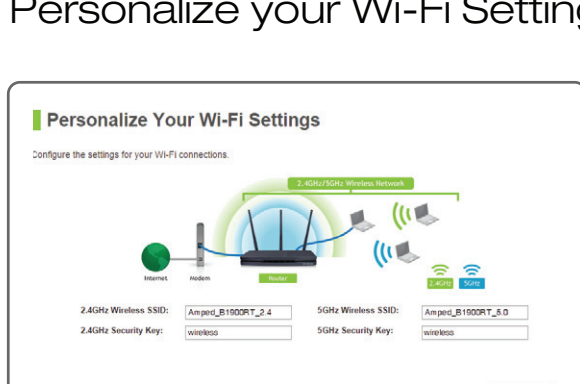 Personalize your Wi-Fi Setting
Personalize Your Wi-Fi Settings
Configure the settings for your Wi-Fi connections.
2.4GHz/5GHz Wireless Network
Internet
Modem
Router
2.4GHz
5GHz
2.4GHz Wireless SSID: Amped_B1900RT_2.4 5GHz Wireless SSID: Amped_B1900RT_5.0
2.4GHz Security Key: wireless 5GHz Security Key: wireless